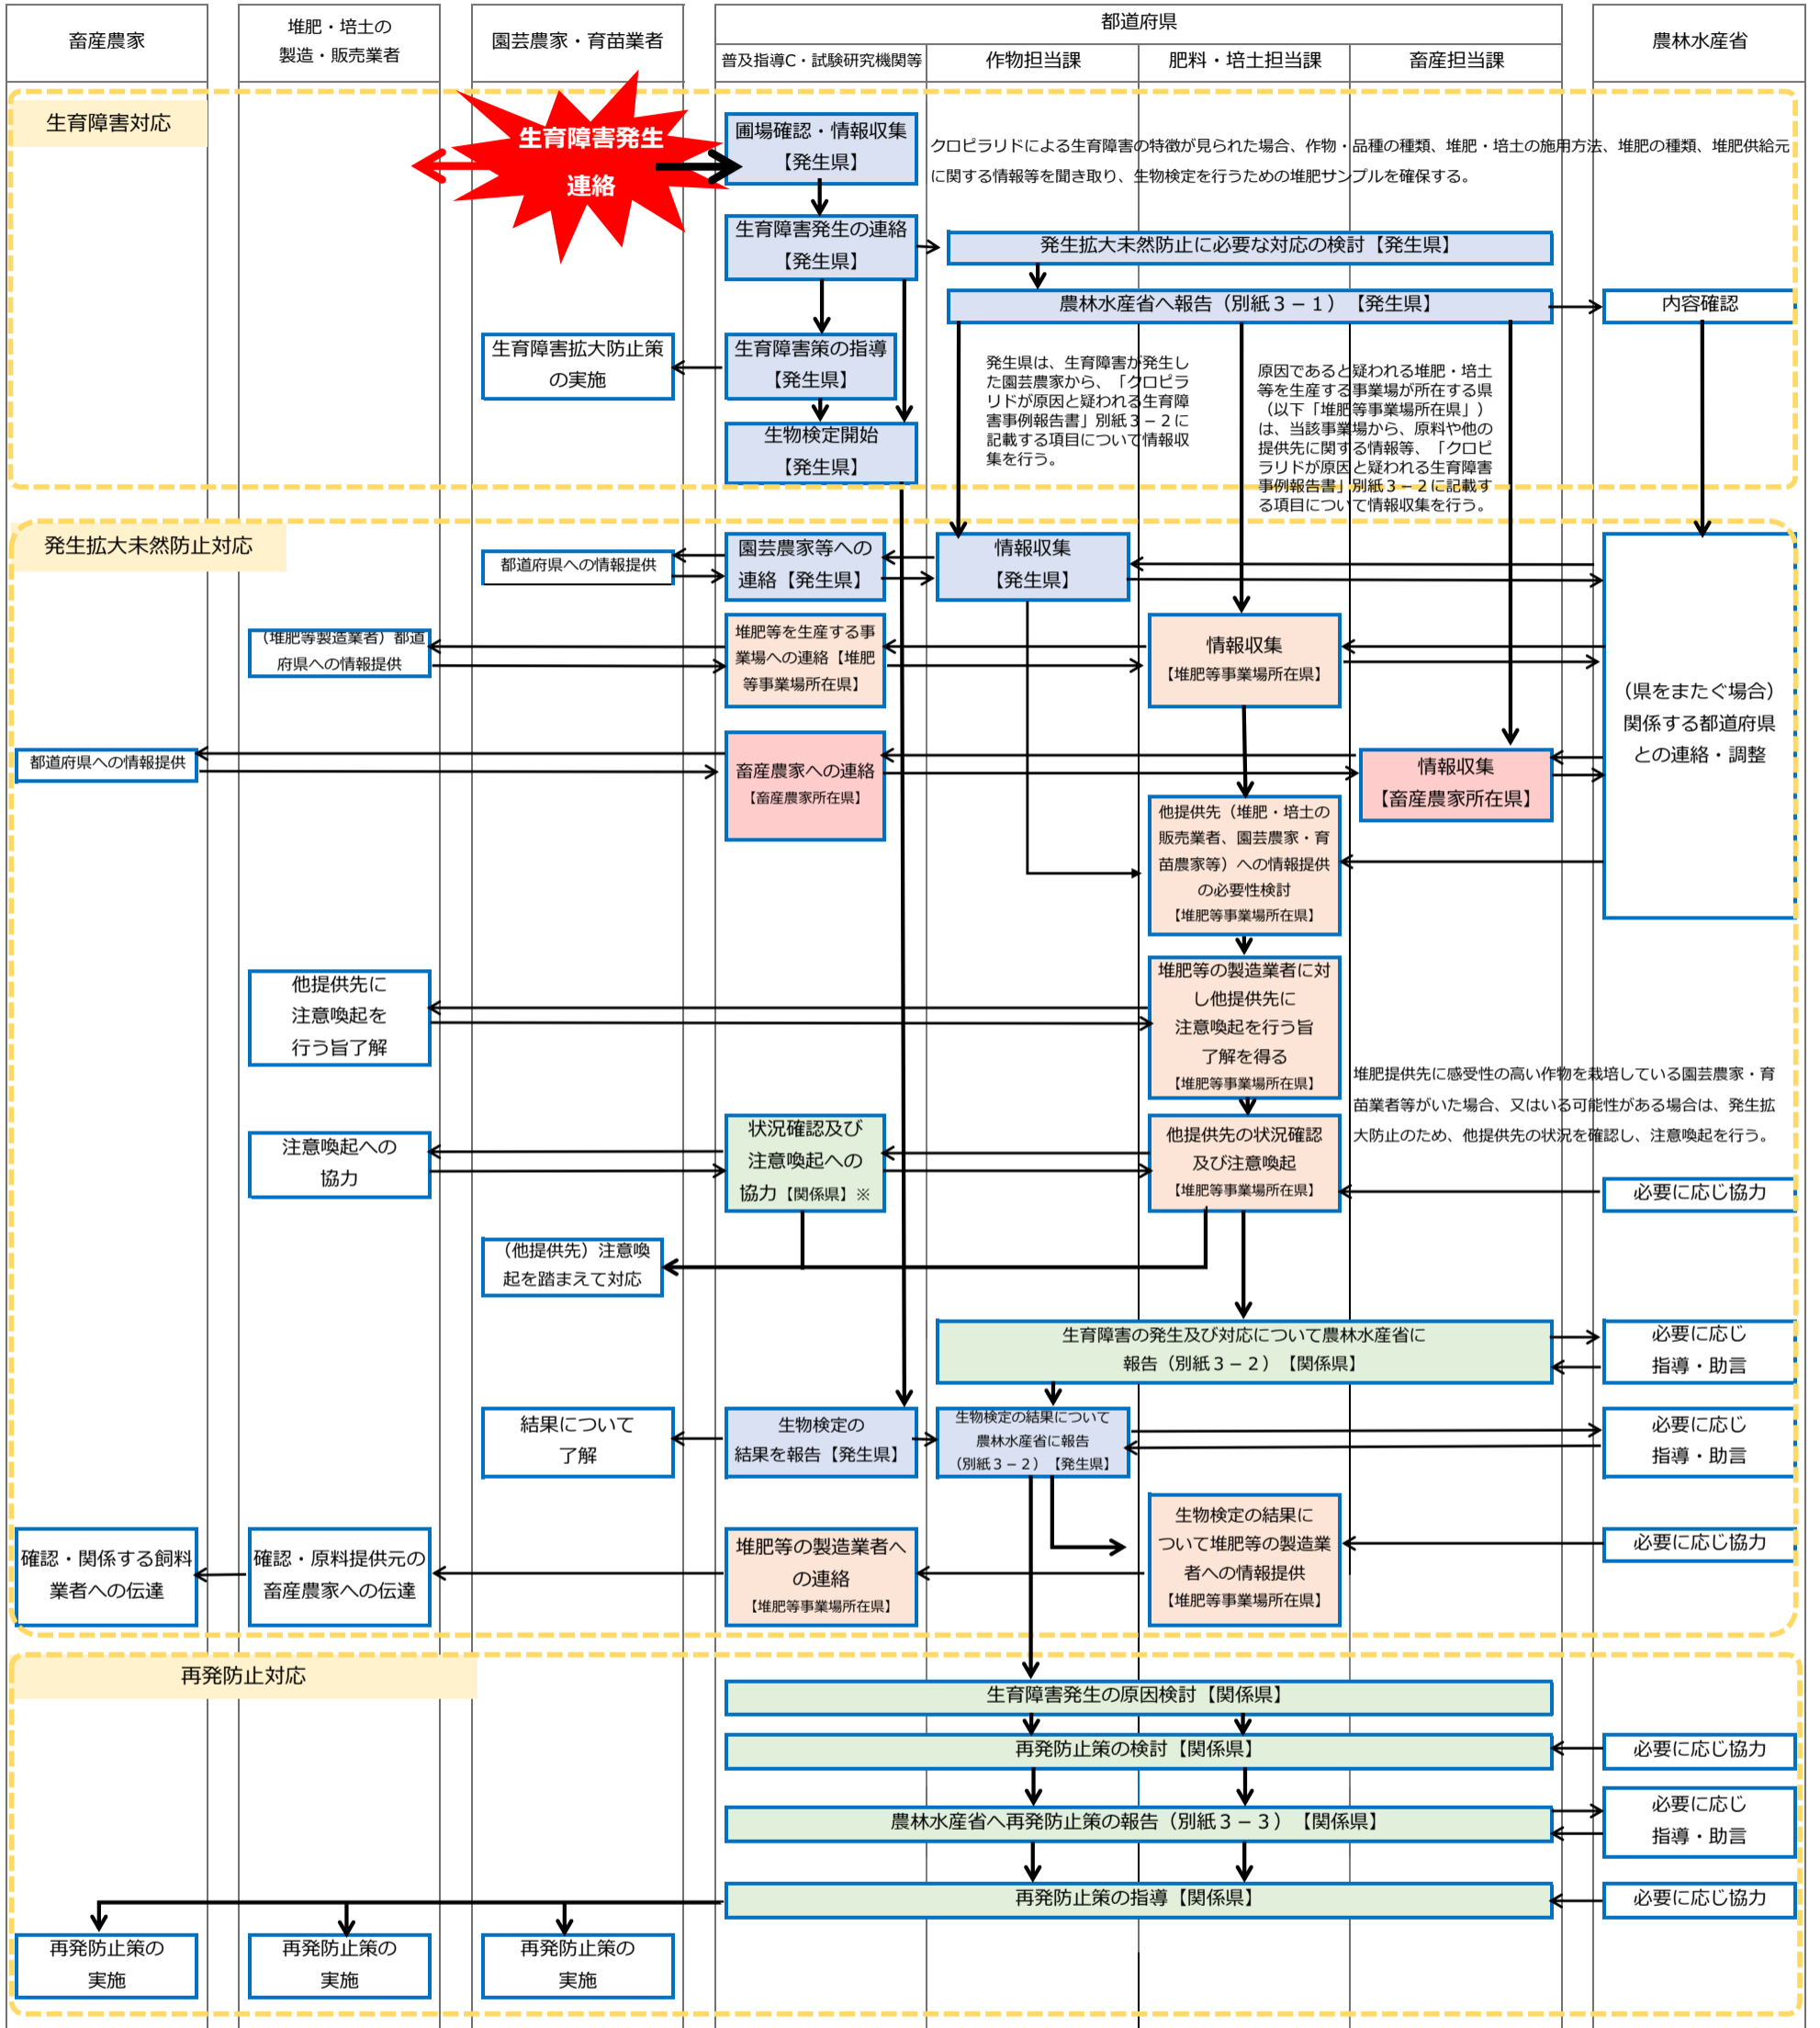 畜産農家
堆肥・培土の
製造・販売業者
園芸農家・育苗業者
都道府県
普及指導C・試験研究機関等
作物担当課
肥料・培土担当課
畜産担当課
農林水産省
生育障害対応
生育障害発生
連絡
圃場確認・情報収集
【発生県】
クロピラリドによる生育障害の特徴が見られた場合、作物・品種の種類、堆肥・培土の施用方法、堆肥の種類、堆肥供給元
に関する情報等を聞き取り、生物検定を行うための堆肥サンプルを確保する。
生育障害発生の連絡
【発生県】
発生拡大未然防止に必要な対応の検討【発生県】
農林水産省へ報告（別紙３－１）【発生県】
内容確認
生育障害拡大防止策
の実施
生育障害策の指導
【発生県】
発生県は、生育障害が発生し
た園芸農家から、「クロピラ
リドが原因と疑われる生育障
害事例報告書」別紙３－２に
記載する項目について情報収
集を行う。
原因であると疑われる堆肥・培土
等を生産する事業場が所在する県
（以下「堆肥等事業場所在県」）
は、当該事業場から、原料や他の
提供先に関する情報等、「クロピ
ラリドが原因と疑われる生育障害
事例報告書」別紙３－２に記載す
る項目について情報収集を行う。
生物検定開始
【発生県】
発生拡大未然防止対応
都道府県への情報提供
園芸農家等への
連絡【発生県】
情報収集
【発生県】
（堆肥等製造業者）都道
府県への情報提供
堆肥等を生産する事
業場への連絡【堆肥
等事業場所在県】
情報収集
【堆肥等事業場所在県】
（県をまたぐ場合）
関係する都道府県
との連絡・調整
都道府県への情報提供
畜産農家への連絡
【畜産農家所在県】
情報収集
【畜産農家所在県】
他提供先（堆肥・培土の
販売業者、園芸農家・育
苗農家等）への情報提供
の必要性検討
【堆肥等事業場所在県】
他提供先に
注意喚起を
行う旨了解
堆肥等の製造業者に対
し他提供先に
注意喚起を行う旨
了解を得る
【堆肥等事業場所在県】
堆肥提供先に感受性の高い作物を栽培している園芸農家・育
苗業者等がいた場合、又はいる可能性がある場合は、発生拡
大防止のため、他提供先の状況を確認し、注意喚起を行う。
注意喚起への
協力
状況確認及び
注意喚起への
協力【関係県】※
他提供先の状況確認
及び注意喚起
【堆肥等事業場所在県】
必要に応じ協力
（他提供先）注意喚
起を踏まえて対応
生育障害の発生及び対応について農林水産省に
報告（別紙３－２）【関係県】
必要に応じ
指導・助言
結果について
了解
生物検定の
結果を報告【発生県】
生物検定の結果について
農林水産省に報告
（別紙３－２）【発生県】
必要に応じ
指導・助言
確認・関係する飼料
業者への伝達
確認・原料提供元の
畜産農家への伝達
堆肥等の製造業者へ
の連絡
【堆肥等事業場所在県】
生物検定の結果に
ついて堆肥等の製造業
者への情報提供
【堆肥等事業場所在県】
必要に応じ協力
再発防止対応
生育障害発生の原因検討【関係県】
再発防止策の検討【関係県】
必要に応じ協力
農林水産省へ再発防止策の報告（別紙３－３）【関係県】
必要に応じ
指導・助言
再発防止策の指導【関係県】
必要に応じ協力
再発防止策の
実施
再発防止策の
実施
再発防止策の
実施